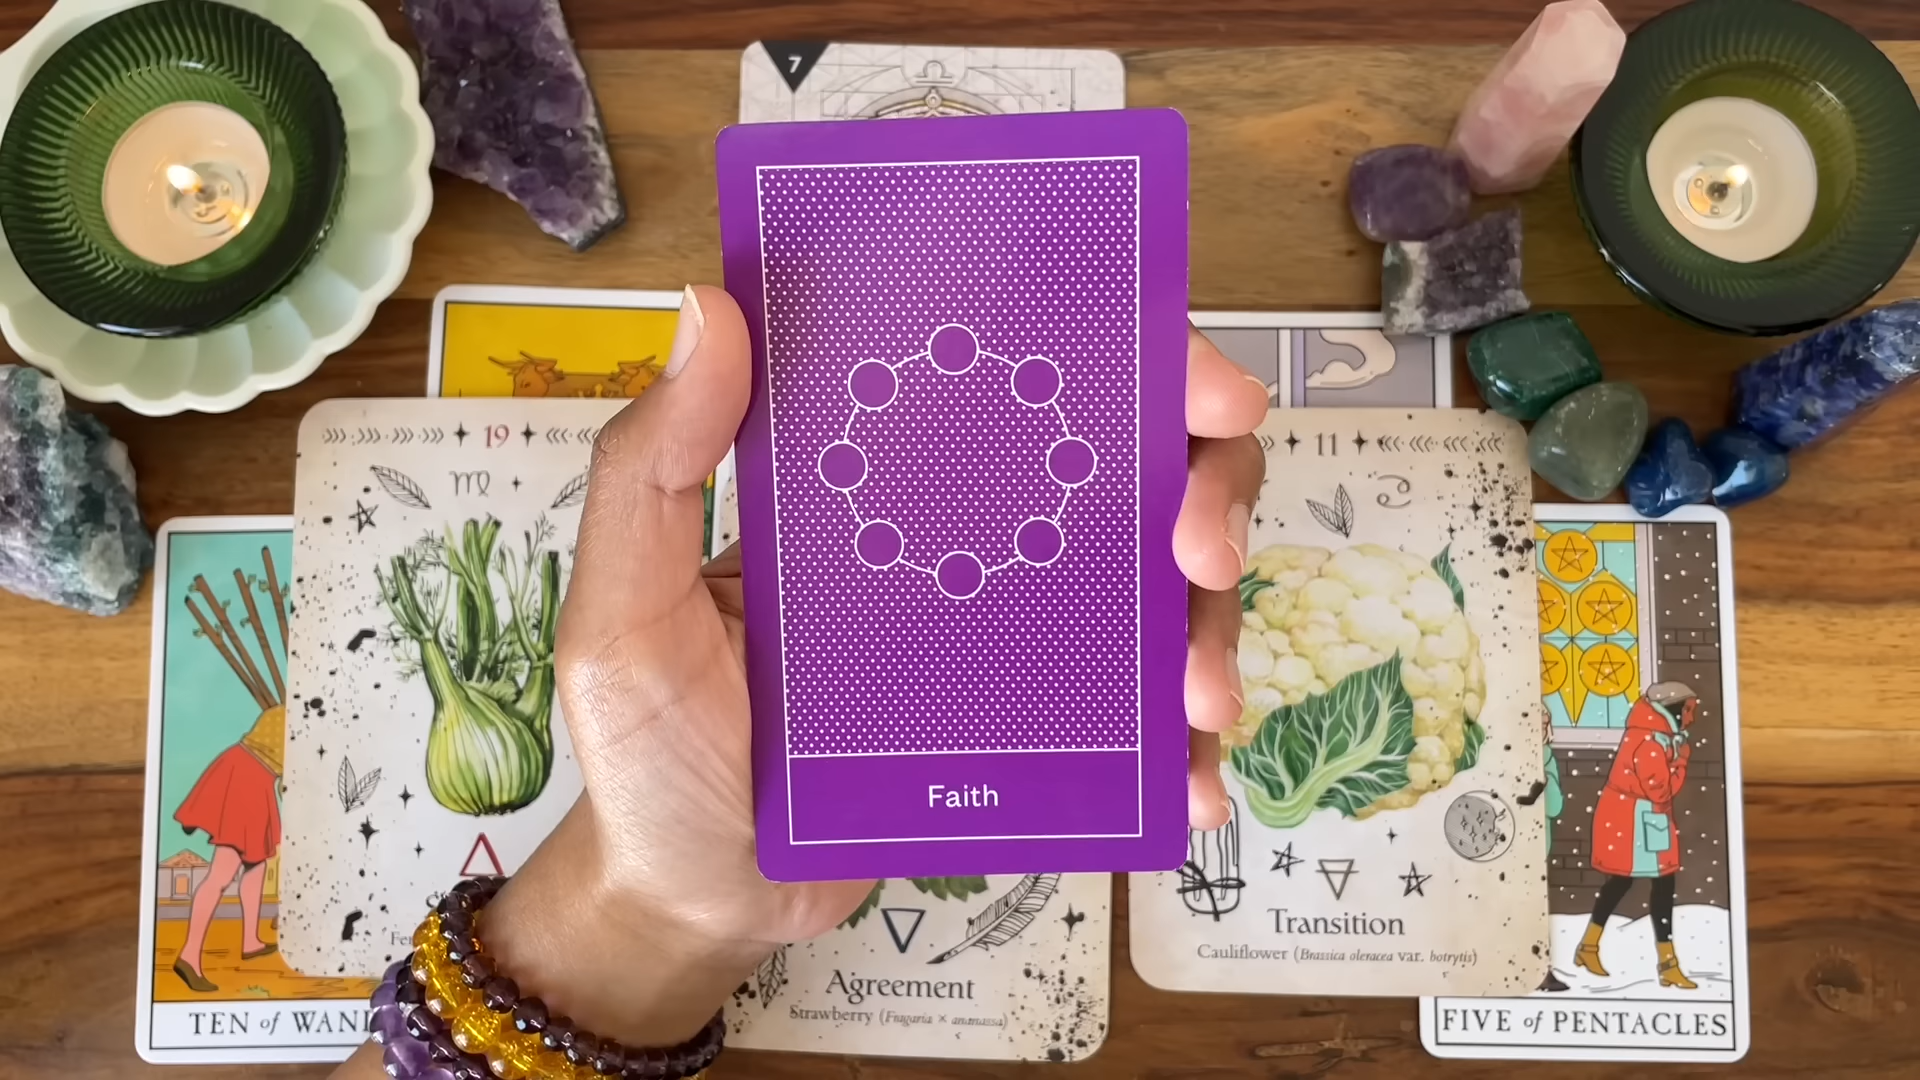 7
19
11
Faith
Transition
Cauliflower (Brassica oleracea var. botrytis)
Agreement
Strawberry (Fragaria × ananassa)
TEN of WAND
FIVE of PENTACLES